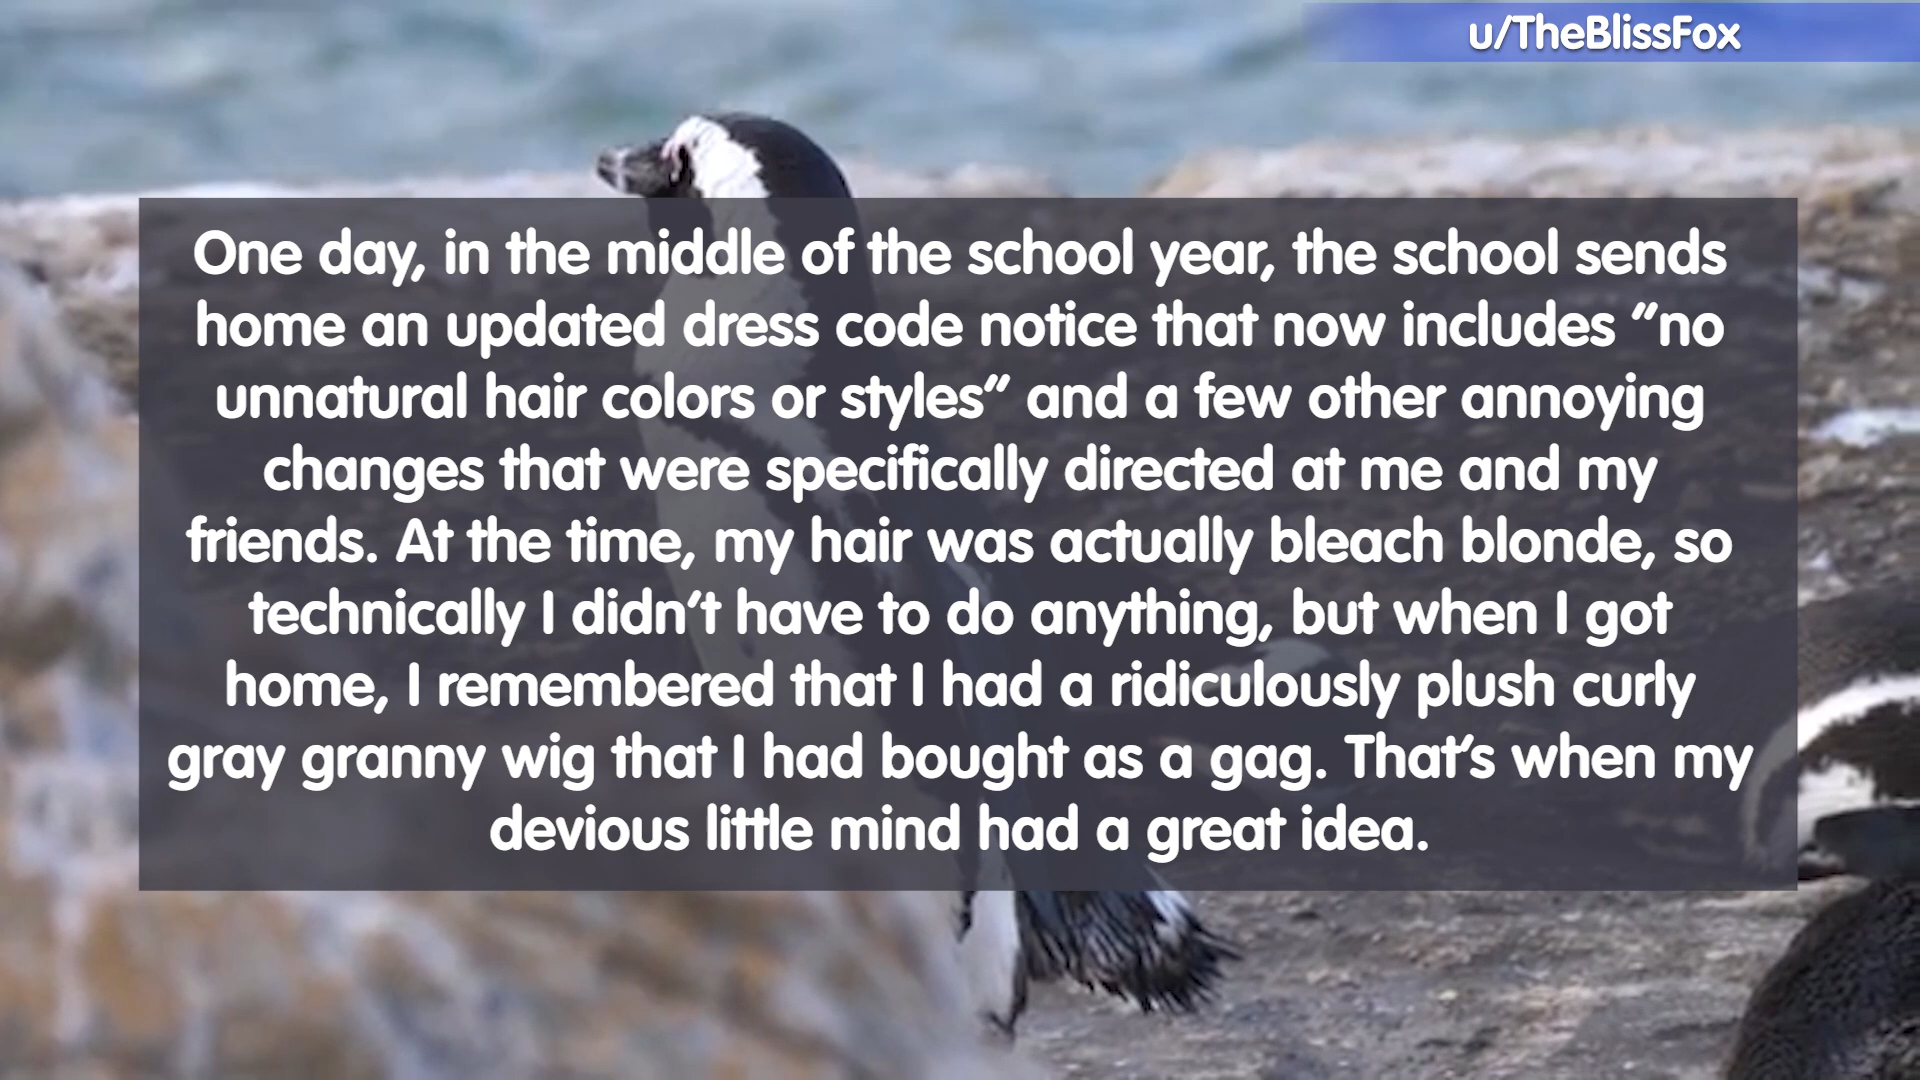 u/TheBlissFox
One day, in the middle of the school year, the school sends
home an updated dress code notice that now includes "no
unnatural hair colors or styles" and a few other annoying
changes that were specifically directed at me and my
friends. At the time, my hair was actually bleach blonde, so
technically I didn't have to do anything, but when I got
home, I remembered that I had a ridiculously plush curly
gray granny wig that I had bought as a gag. That's when my
devious little mind had a great idea.